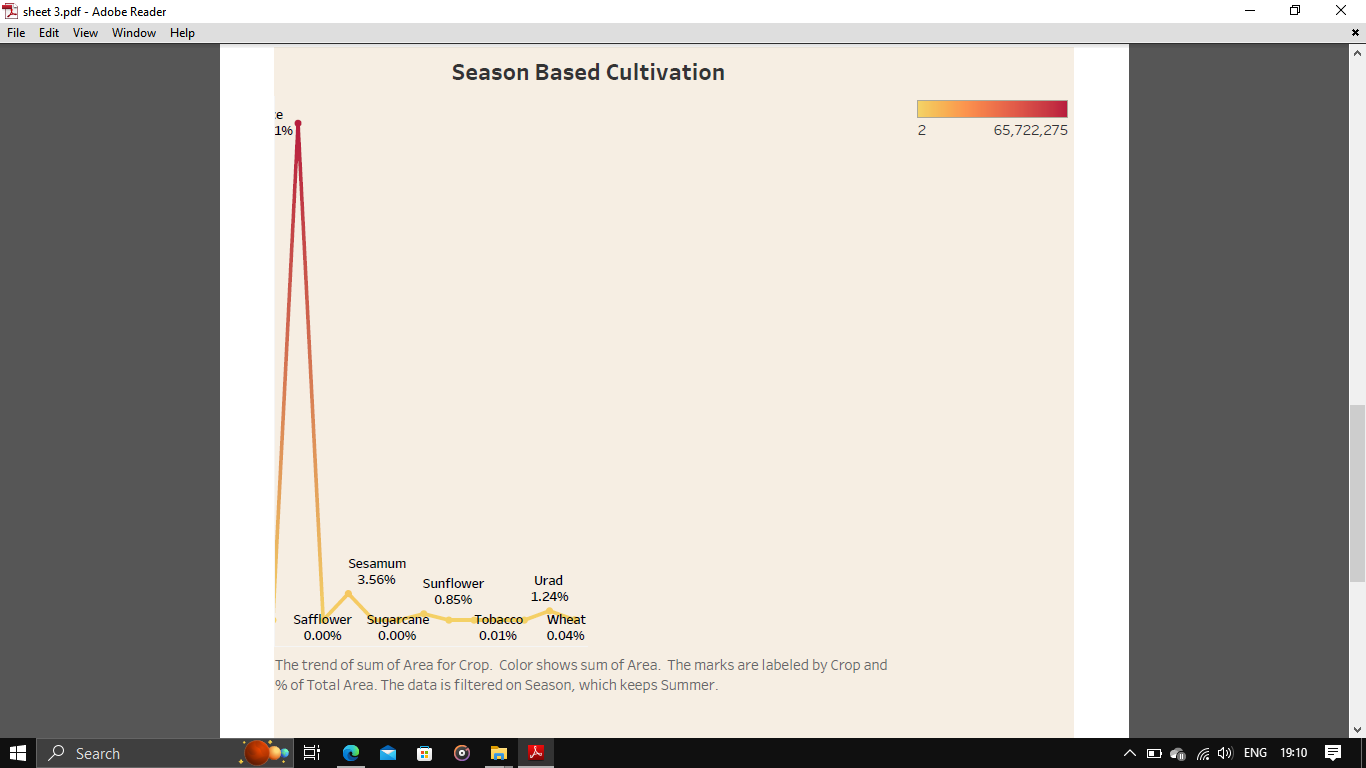 sheet 3.pdf - Adobe Reader
File Edit View Window Help
Season Based Cultivation
2 65,722,275
e
1%
Sesamum
3.56%
Sunflower
0.85%
Urad
1.24%
Safflower
0.00%
Sugarcane
0.00%
Tobacco
0.01%
Wheat
0.04%
The trend of sum of Area for Crop. Color shows sum of Area. The marks are labeled by Crop and
% of Total Area. The data is filtered on Season, which keeps Summer.
Search
ENG 19:10